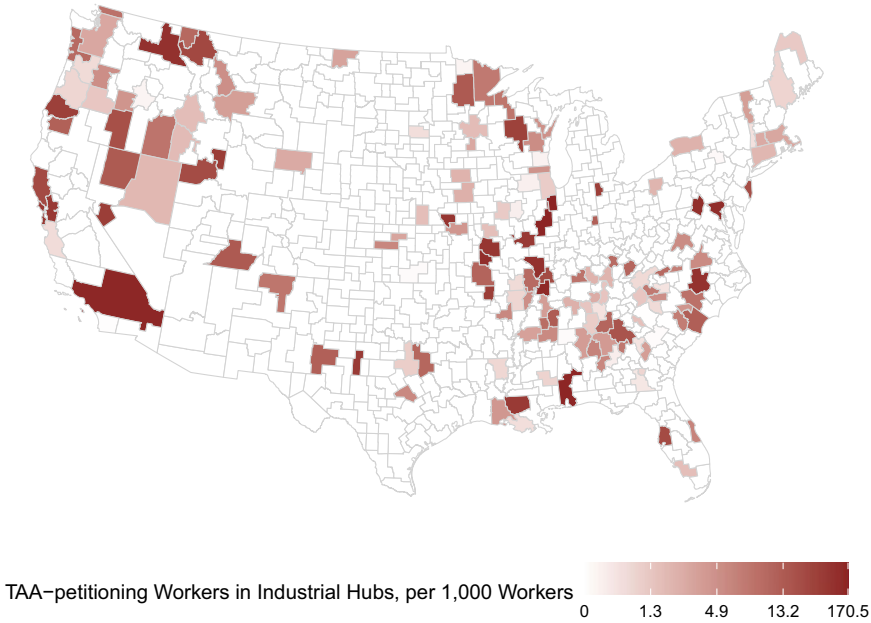 TAA−petitioning Workers in Industrial Hubs, per 1,000 Workers
0 1.3 4.9 13.2 170.5